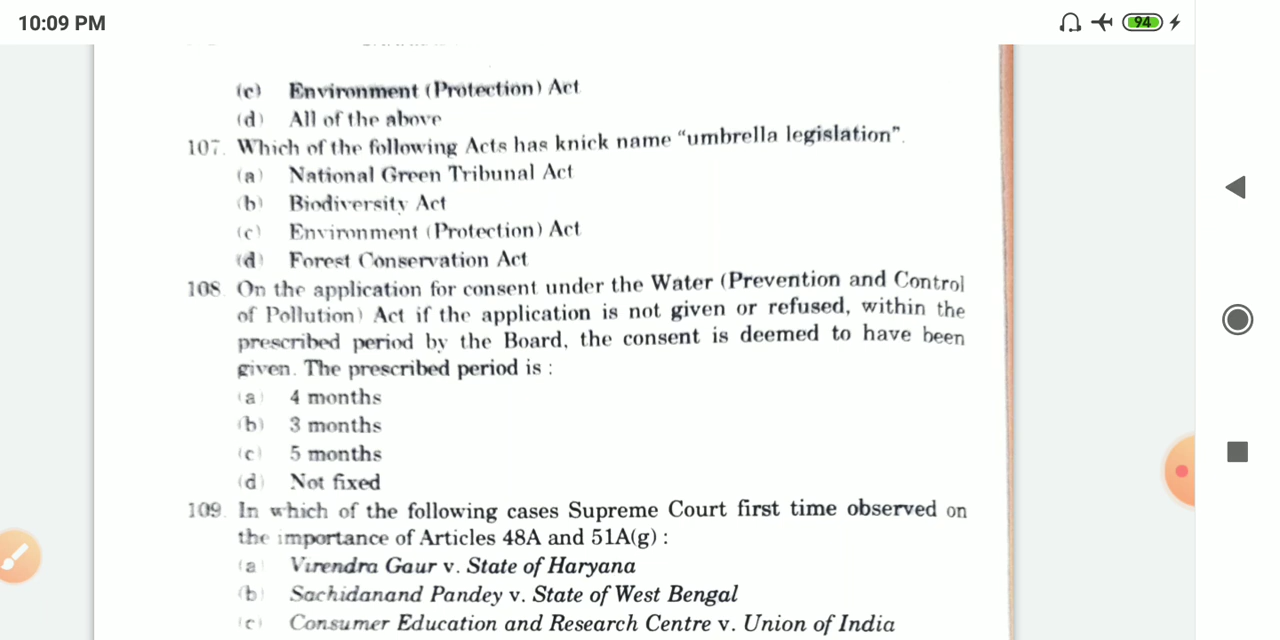 10:09 PM
94
(c) Environment (Protection) Act
(d) All of the above
107. Which of the following Acts has knick name “umbrella legislation”.
(a) National Green Tribunal Act
(b) Biodiversity Act
(c) Environment (Protection) Act
(d) Forest Conservation Act
108. On the application for consent under the Water (Prevention and Control
of Pollution) Act if the application is not given or refused, within the
prescribed period by the Board, the consent is deemed to have been
given. The prescribed period is :
(a) 4 months
(b) 3 months
(c) 5 months
(d) Not fixed
109. In which of the following cases Supreme Court first time observed on
the importance of Articles 48A and 51A(g) :
(a) Virendra Gaur v. State of Haryana
(b) Sachidanand Pandey v. State of West Bengal
(c) Consumer Education and Research Centre v. Union of India